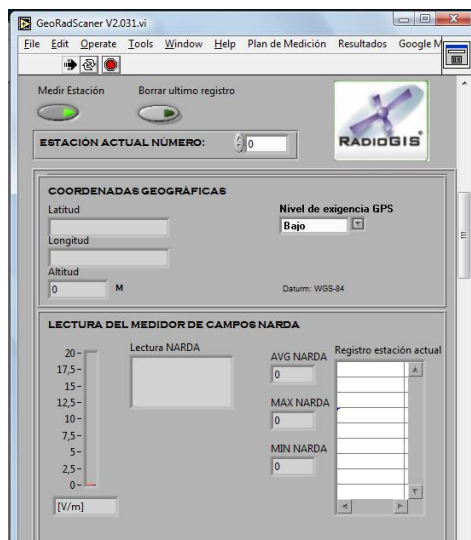 GeoRadScaner V2.031.vi
File Edit Operate Tools Window Help Plan de Medición Resultados Google M
Medir Estación Borrar ultimo registro
ESTACIÓN ACTUAL NÚMERO: 0
RADIOGIS
COORDENADAS GEOGRÁFICAS
Latitud
Nivel de exigencia GPS
Bajo
Longitud
Altitud
0 M
Daturm: WGS-84
LECTURA DEL MEDIDOR DE CAMPOS NARDA
Lectura NARDA
AVG NARDA
0
MAX NARDA
0
MIN NARDA
0
Registro estación actual
20
17,5
15
12,5
10
7,5
5
2,5
0
[V/m]